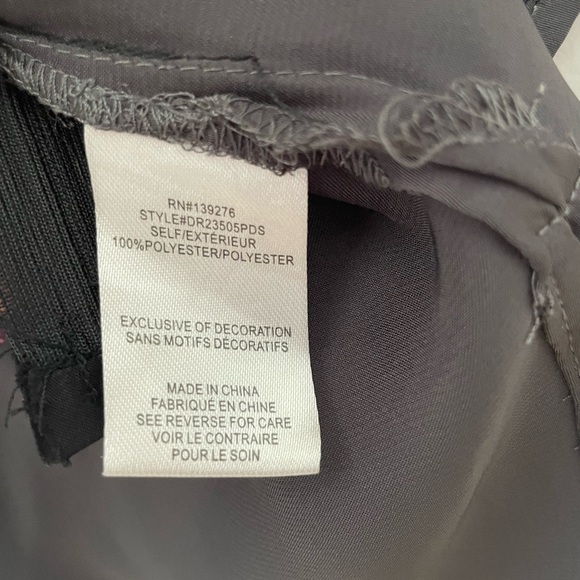 RN#139276
STYLE#DR23505PDS
SELF/EXTÉRIEUR
100%POLYESTER/POLYESTER
EXCLUSIVE OF DECORATION
SANS MOTIFS DÉCORATIFS
MADE IN CHINA
FABRIQUÉ EN CHINE
SEE REVERSE FOR CARE
VOIR LE CONTRAIRE
POUR LE SOIN